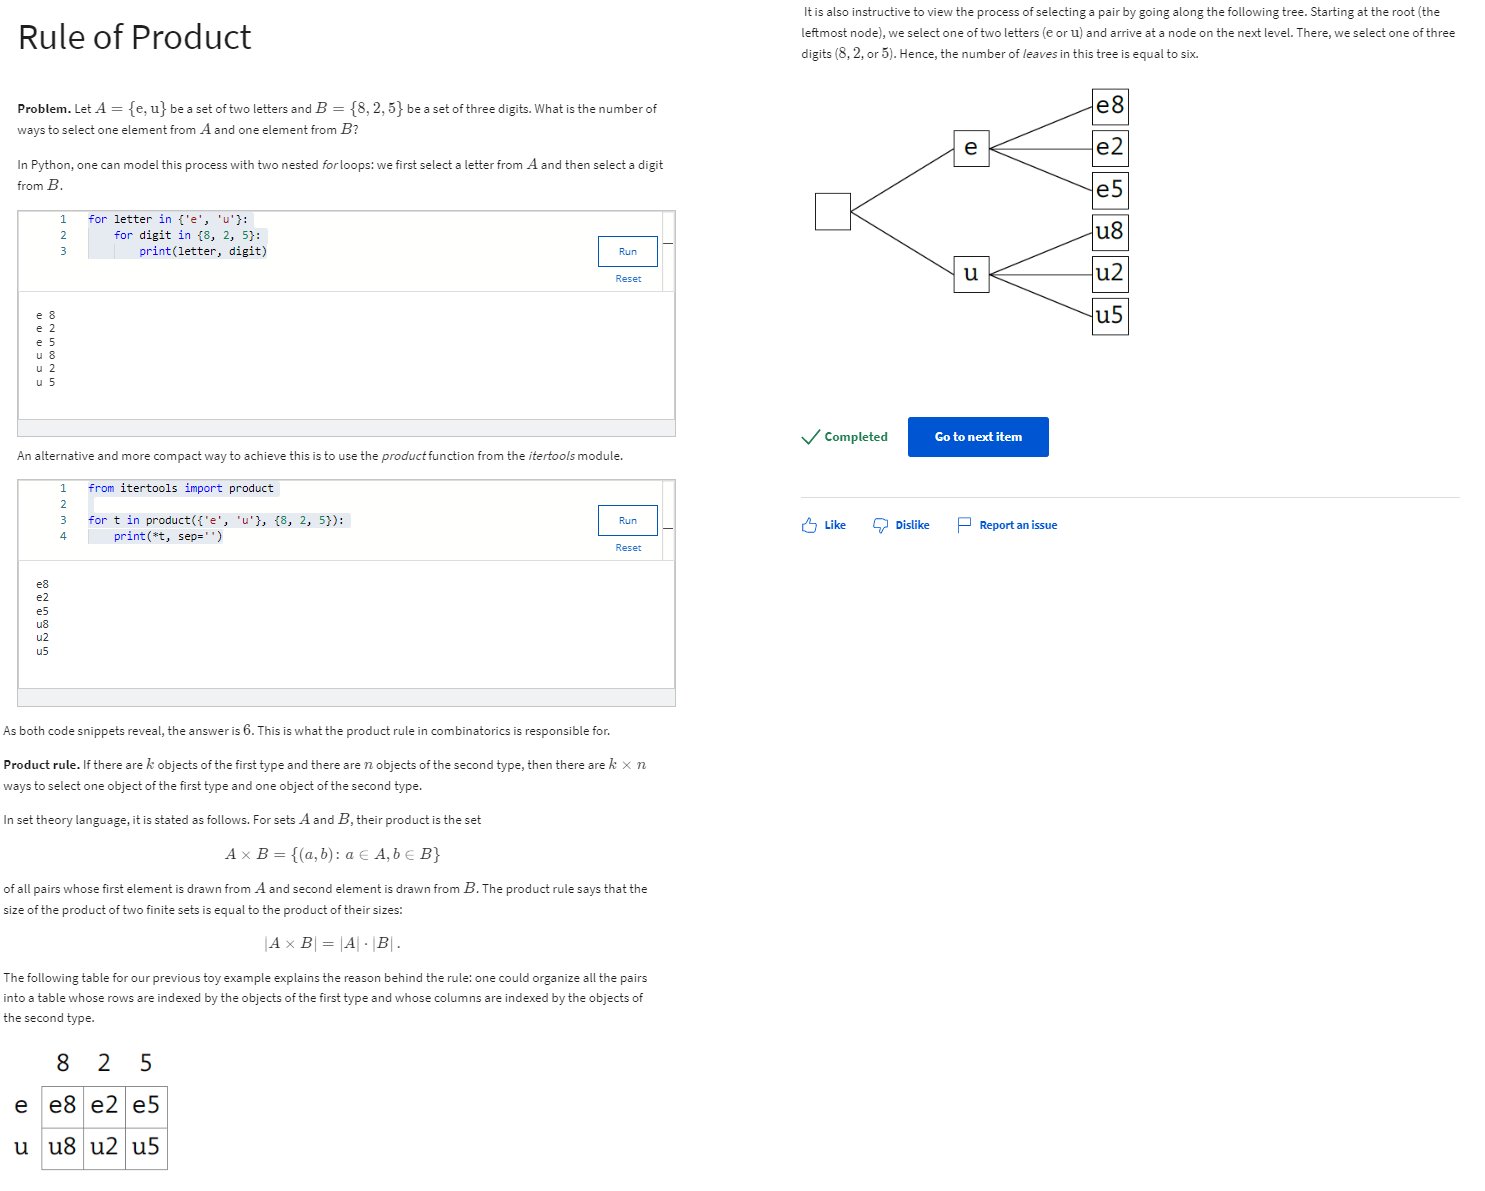 Rule of Product
Problem. Let A = {e, u} be a set of two letters and B = {8, 2, 5} be a set of three digits. What is the number of
ways to select one element from A and one element from B?
In Python, one can model this process with two nested for loops: we first select a letter from A and then select a digit
from B.
1 for letter in {'e', 'u'}:
2     for digit in {8, 2, 5}:
3         print(letter, digit)
Run
Reset
e 8
e 2
e 5
u 8
u 2
u 5
An alternative and more compact way to achieve this is to use the product function from the itertools module.
1 from itertools import product
2
3 for t in product({'e', 'u'}, {8, 2, 5}):
4     print(*t, sep='')
Run
Reset
e8
e2
e5
u8
u2
u5
As both code snippets reveal, the answer is 6. This is what the product rule in combinatorics is responsible for.
Product rule. If there are k objects of the first type and there are n objects of the second type, then there are k × n
ways to select one object of the first type and one object of the second type.
In set theory language, it is stated as follows. For sets A and B, their product is the set
A × B = {(a, b): a ∈ A, b ∈ B}
of all pairs whose first element is drawn from A and second element is drawn from B. The product rule says that the
size of the product of two finite sets is equal to the product of their sizes:
|A × B| = |A| · |B| .
The following table for our previous toy example explains the reason behind the rule: one could organize all the pairs
into a table whose rows are indexed by the objects of the first type and whose columns are indexed by the objects of
the second type.
8 2 5
e e8 e2 e5
u u8 u2 u5
It is also instructive to view the process of selecting a pair by going along the following tree. Starting at the root (the
leftmost node), we select one of two letters (e or u) and arrive at a node on the next level. There, we select one of three
digits (8, 2, or 5). Hence, the number of leaves in this tree is equal to six.
e8
e
e2
e5
u8
u
u2
u5
Completed
Go to next item
Like
Dislike
Report an issue